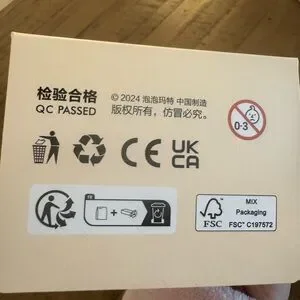 检验合格
QC PASSED
© 2024 泡泡玛特 中国制造
版权所有，仿冒必究。
0-3
CE
UK
CA
FR
+
MIX
Packaging
FSC
FSC® C197572